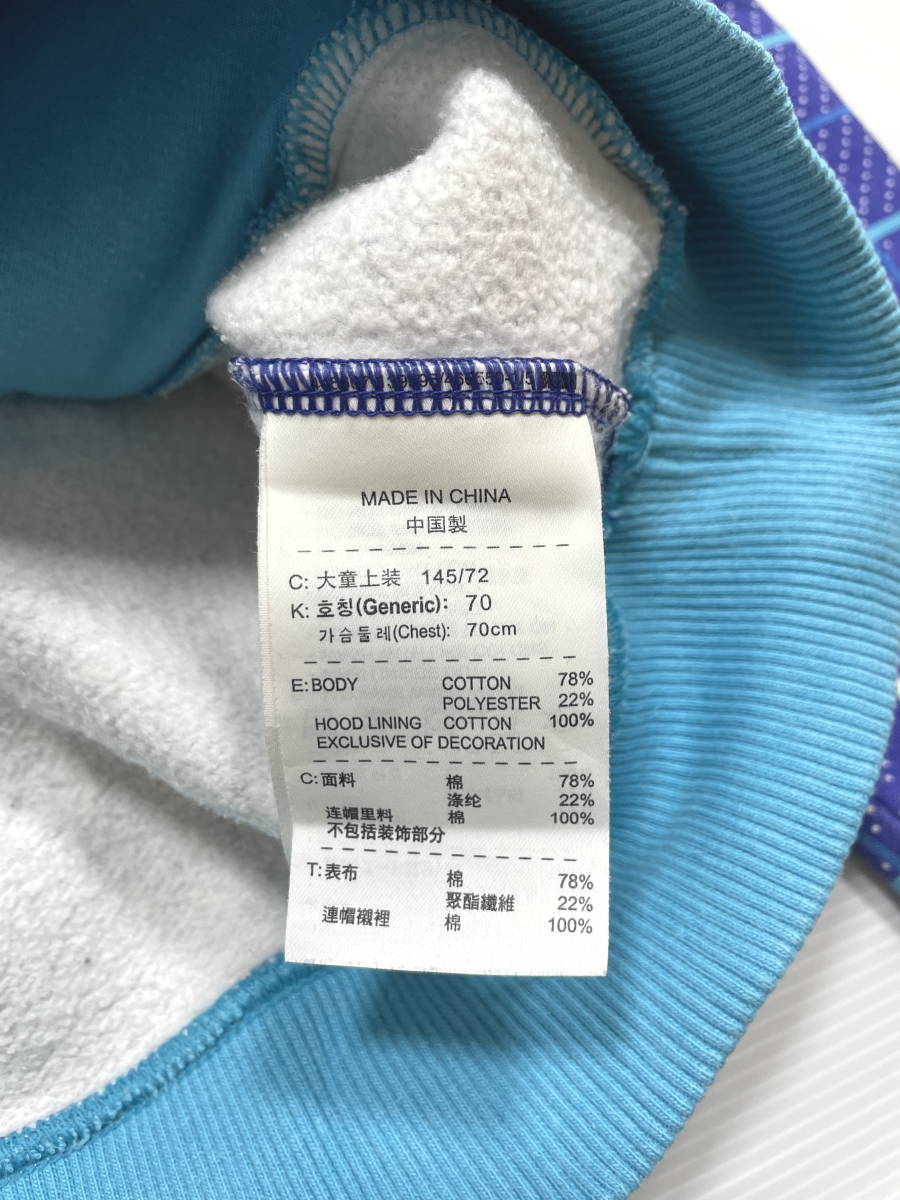 MADE IN CHINA
中国製
C: 大童上装 145/72
K: 호칭(Generic): 70
가슴둘레(Chest): 70cm
E: BODY COTTON 78%
POLYESTER 22%
HOOD LINING COTTON 100%
EXCLUSIVE OF DECORATION
C: 面料 棉 78%
涤纶 22%
连帽里料 棉 100%
不包括装饰部分
T: 表布 棉 78%
聚酯纖維 22%
連帽襯裡 棉 100%